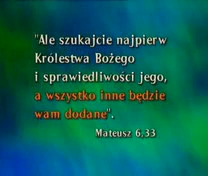 "Ale szukajcie najpierw
Królestwa Bożego
i sprawiedliwości jego,
a wszystko inne będzie
wam dodane".
Mateusz 6:33